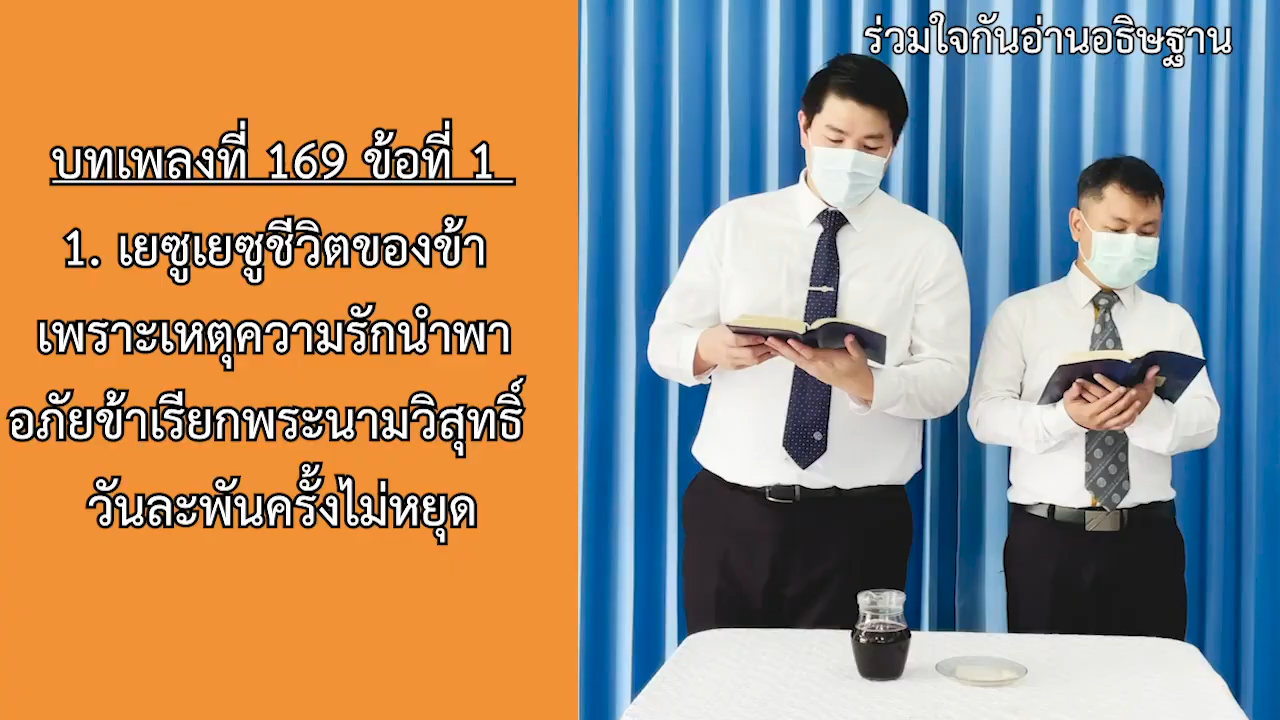 ร่วมใจกันอ่านอธิษฐาน
บทเพลงที่ 169 ข้อที่ 1
1. เยซูเยซูชีวิตของข้า
เพราะเหตุความรักนำพา
อภัยข้าเรียกพระนามวิสุทธิ์
วันละพันครั้งไม่หยุด